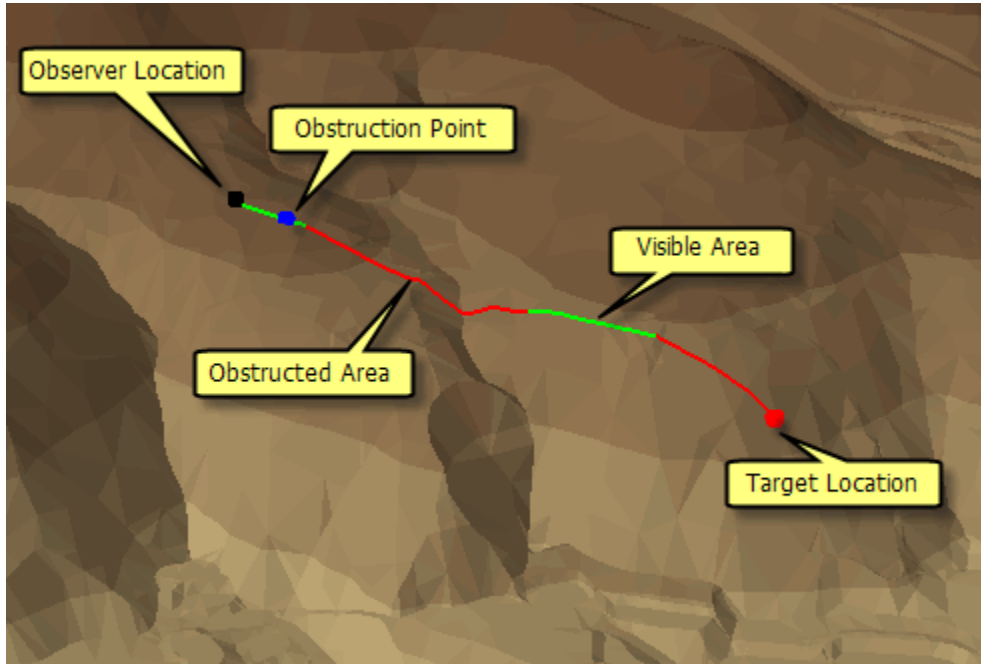 Observer Location
Obstruction Point
Visible Area
Obstructed Area
Target Location